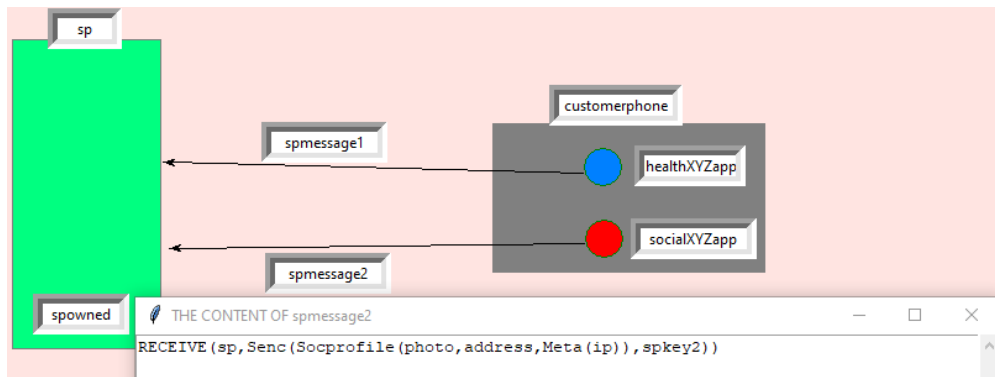 sp
customerphone
spmessage1
healthXYZapp
socialXYZapp
spmessage2
spowned
THE CONTENT OF spmessage2
RECEIVE(sp,Senc(Socprofile(photo,address,Meta(ip)),spkey2))